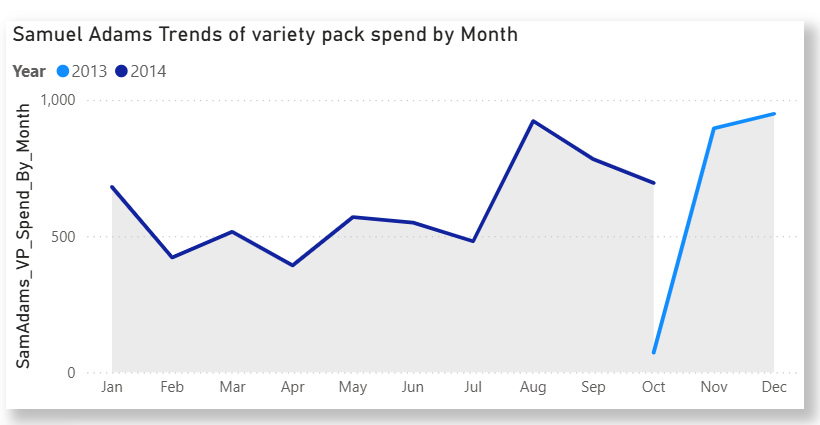 Samuel Adams Trends of variety pack spend by Month
Year 2013 2014
SamAdams_VP_Spend_By_Month
1,000
500
0
Jan Feb Mar Apr May Jun Jul Aug Sep Oct Nov Dec